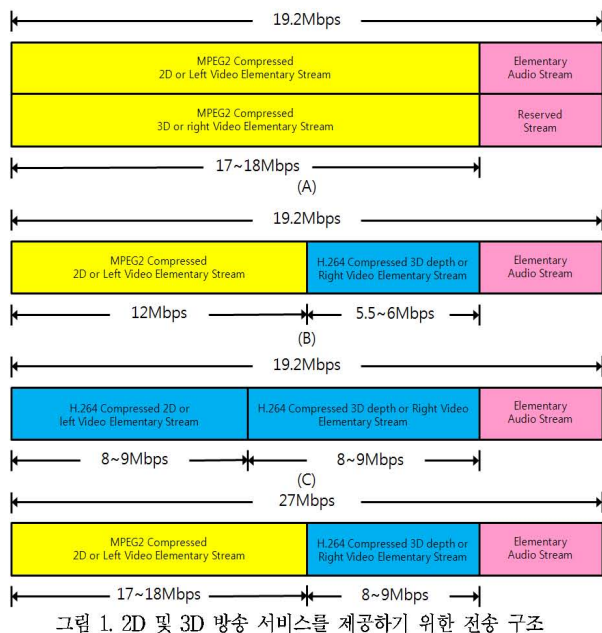 19.2Mbps
MPEG2 Compressed
2D or Left Video Elementary Stream
Elementary
Audio Stream
MPEG2 Compressed
3D or right Video Elementary Stream
Reserved
Stream
17~18Mbps
(A)
19.2Mbps
MPEG2 Compressed
2D or Left Video Elementary Stream
H.264 Compressed 3D depth or
Right Video Elementary Stream
Elementary
Audio Stream
12Mbps
5.5~6Mbps
(B)
19.2Mbps
H.264 Compressed 2D or
left Video Elementary Stream
H.264 Compressed 3D depth or Right Video
Elementary Stream
Elementary
Audio Stream
8~9Mbps
8~9Mbps
(C)
27Mbps
MPEG2 Compressed
2D or Left Video Elementary Stream
H.264 Compressed 3D depth or
Right Video Elementary Stream
Elementary
Audio Stream
17~18Mbps
8~9Mbps
그림 1. 2D 및 3D 방송 서비스를 제공하기 위한 전송 구조